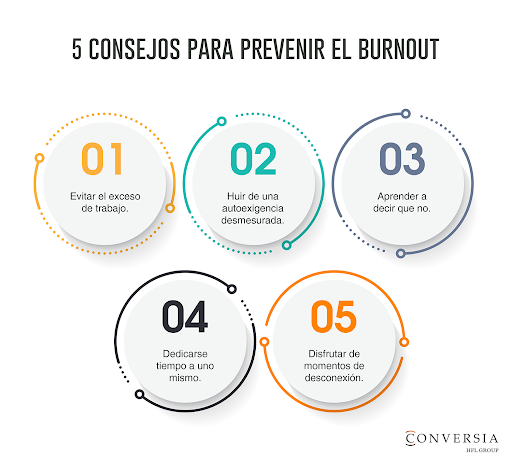 5 CONSEJOS PARA PREVENIR EL BURNOUT
01
Evitar el exceso
de trabajo.
02
Huir de una
autoexigencia
desmesurada.
03
Aprender a
decir que no.
04
Dedicarse
tiempo a uno
mismo.
05
Disfrutar de
momentos de
desconexión.
CONVERSIA
HFL GROUP